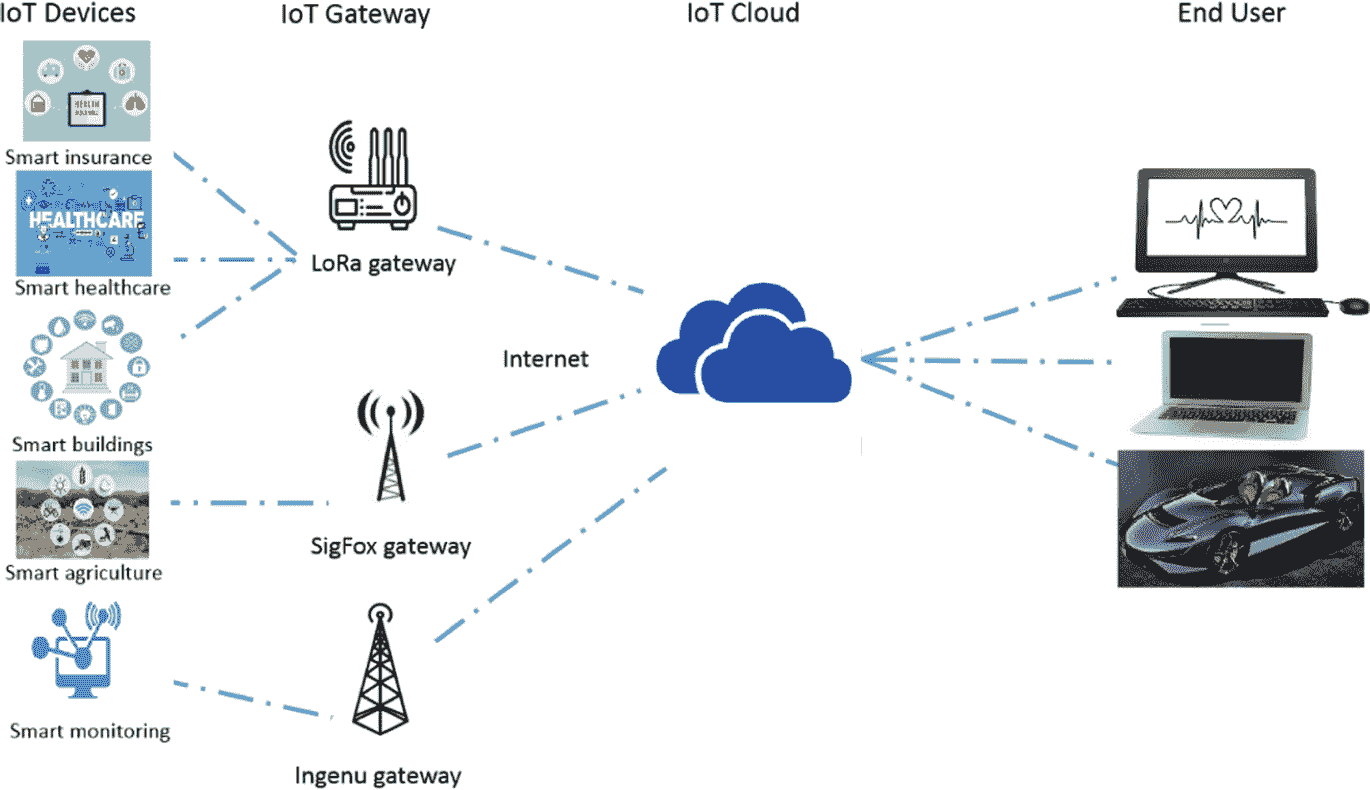 IoT Devices
IoT Gateway
IoT Cloud
End User
Smart insurance
HEALTHCARE
Smart healthcare
LoRa gateway
Smart buildings
Internet
Smart agriculture
SigFox gateway
Smart monitoring
Ingenu gateway